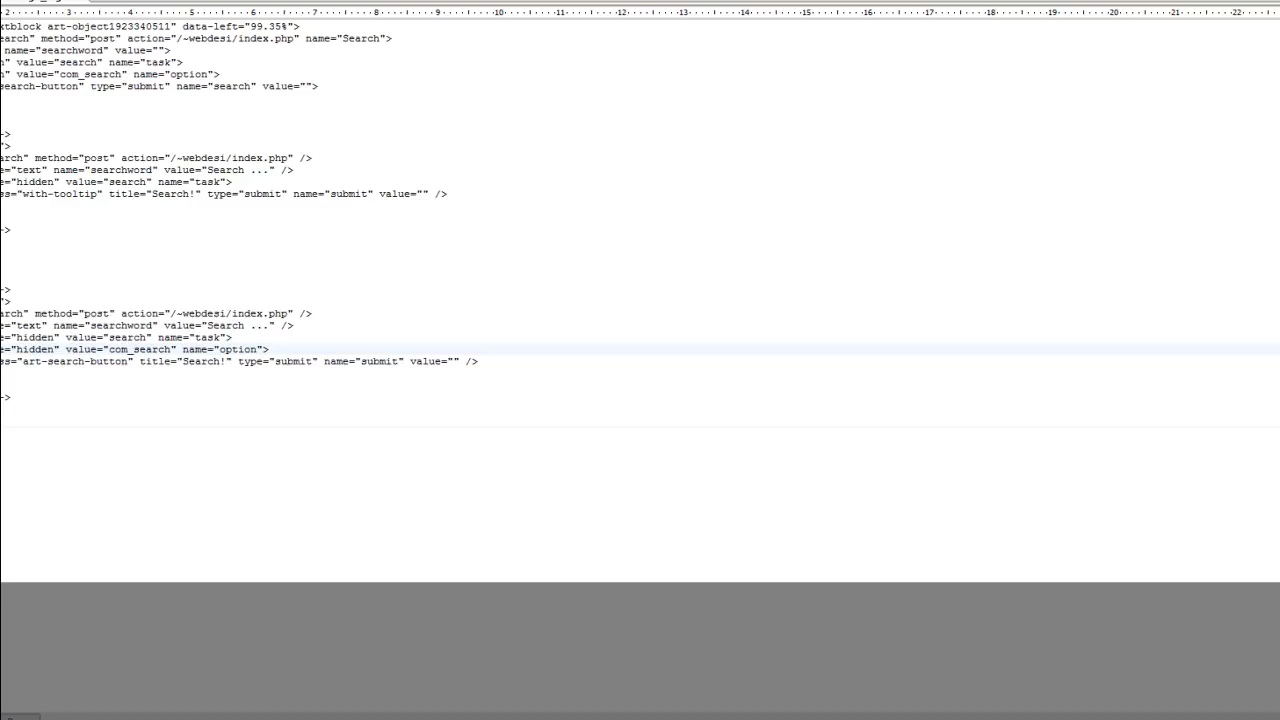 2 3 4 5 6 7 8 9 10 11 12 13 14 15 16 17 18 19 20 21 22
xtblock art-object1923340511" data-left="99.35%">
earch" method="post" action="/~webdesi/index.php" name="Search">
name="searchword" value="">
n" value="search" name="task">
n" value="com_search" name="option">
search-button" type="submit" name="search" value="">
->
">
arch" method="post" action="/~webdesi/index.php" />
e="text" name="searchword" value="Search ..." />
e="hidden" value="search" name="task">
ss="with-tooltip" title="Search!" type="submit" name="submit" value="" />
->
->
">
arch" method="post" action="/~webdesi/index.php" />
e="text" name="searchword" value="Search ..." />
e="hidden" value="search" name="task">
e="hidden" value="com_search" name="option">
ss="art-search-button" title="Search!" type="submit" name="submit" value="" />
->